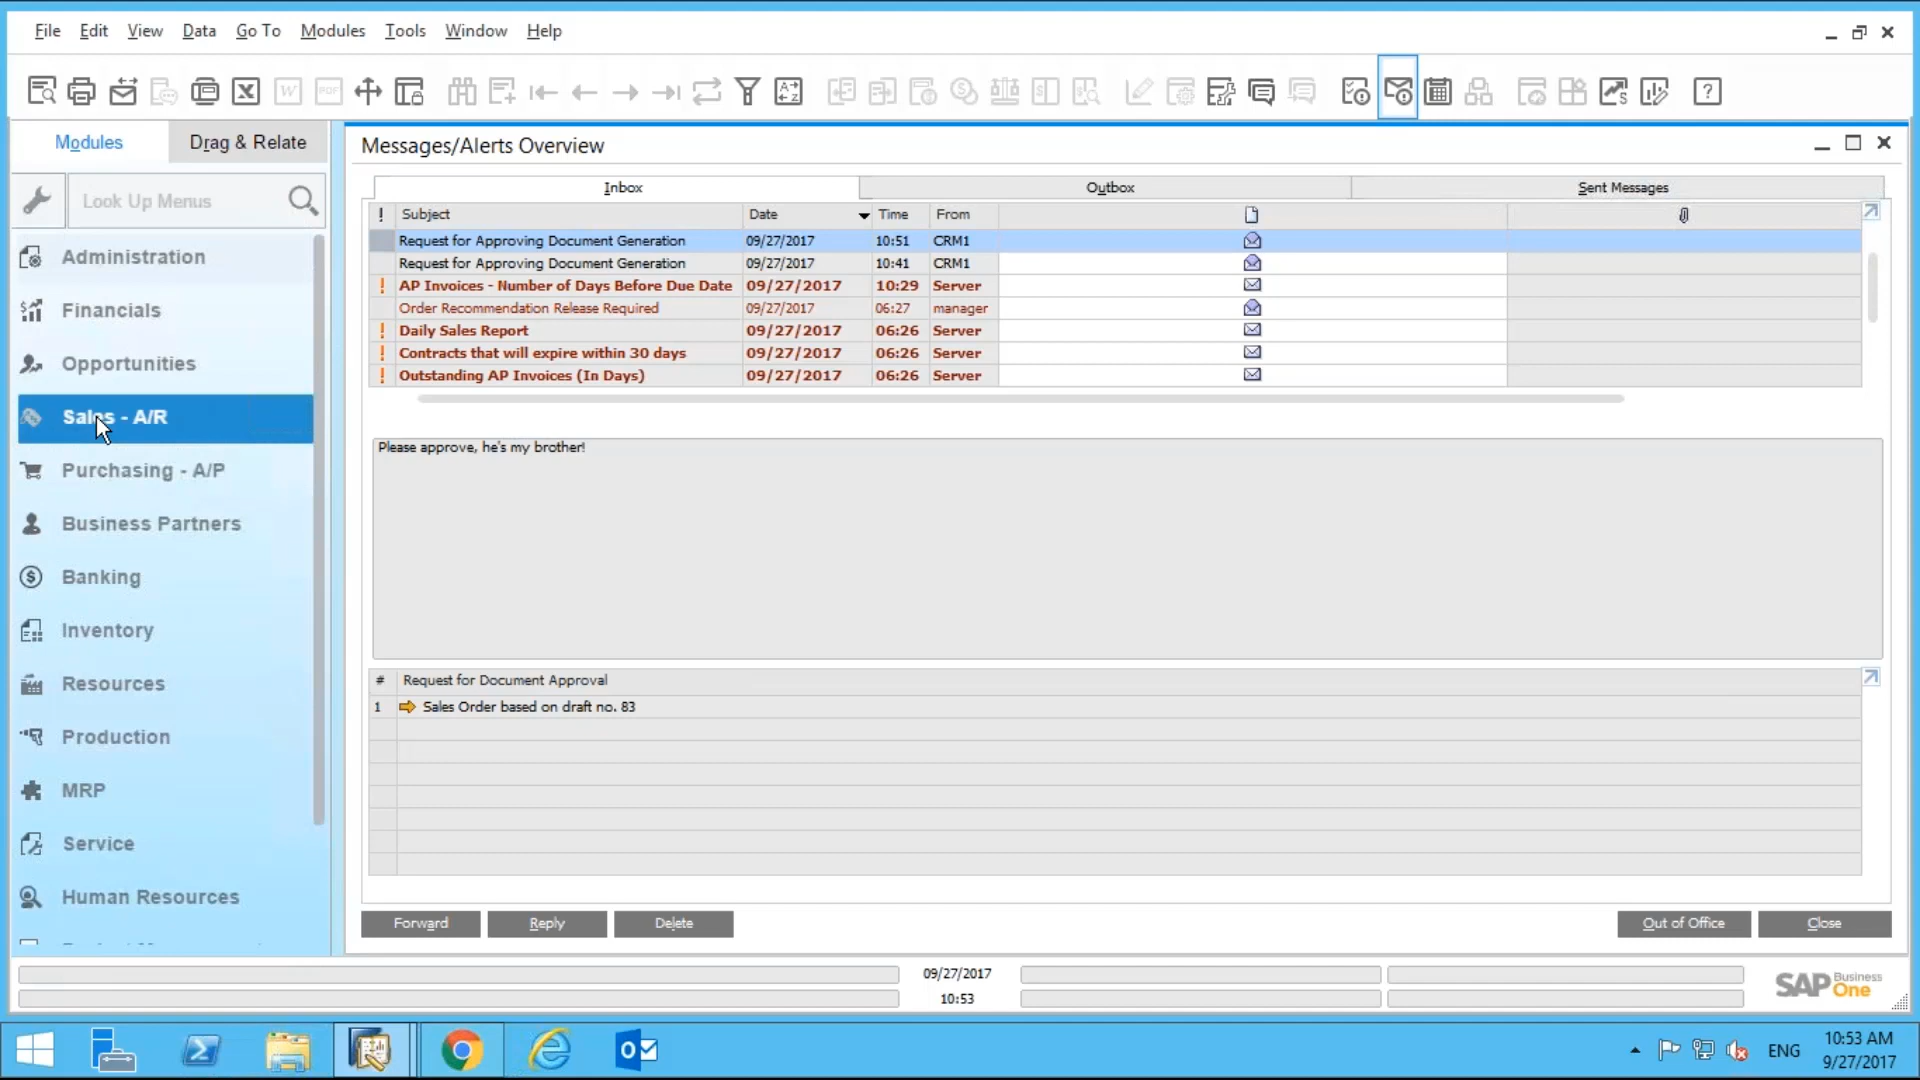 File Edit View Data Go To Modules Tools Window Help
Modules Drag & Relate
Look Up Menus
Administration
Financials
Opportunities
Sales - A/R
Purchasing - A/P
Business Partners
Banking
Inventory
Resources
Production
MRP
Service
Human Resources
Messages/Alerts Overview
Inbox Outbox Sent Messages
! Subject Date Time From
Request for Approving Document Generation 09/27/2017 10:51 CRM1
Request for Approving Document Generation 09/27/2017 10:41 CRM1
! AP Invoices - Number of Days Before Due Date 09/27/2017 10:29 Server
Order Recommendation Release Required 09/27/2017 06:27 manager
! Daily Sales Report 09/27/2017 06:26 Server
! Contracts that will expire within 30 days 09/27/2017 06:26 Server
! Outstanding AP Invoices (In Days) 09/27/2017 06:26 Server
Please approve, he's my brother!
# Request for Document Approval
1 Sales Order based on draft no. 83
Forward Reply Delete Out of Office Close
09/27/2017
10:53
SAP Business One
ENG
10:53 AM
9/27/2017